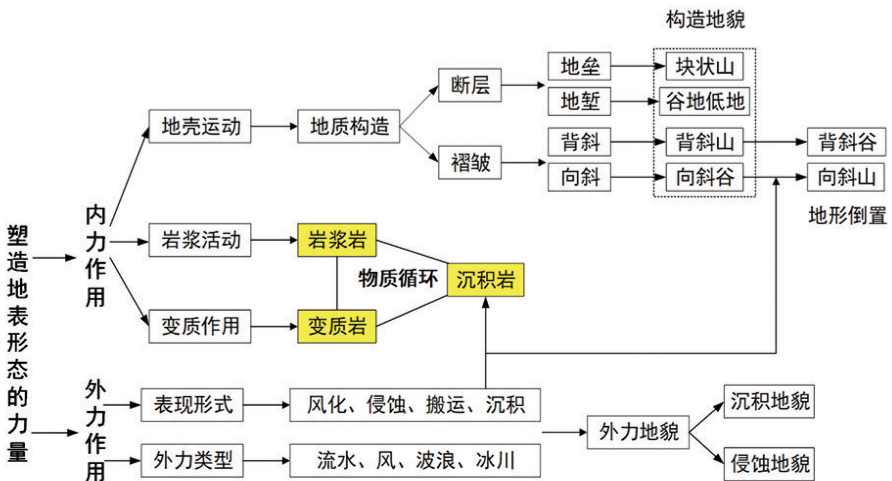 构造地貌
断层
地垒
块状山
地堑
谷地低地
地壳运动
地质构造
背斜
背斜山
背斜谷
褶皱
向斜
向斜谷
向斜山
地形倒置
塑造地表形态的力量
内力作用
岩浆活动
岩浆岩
物质循环
沉积岩
变质作用
变质岩
外力作用
表现形式
风化、侵蚀、搬运、沉积
外力地貌
沉积地貌
外力类型
流水、风、波浪、冰川
侵蚀地貌